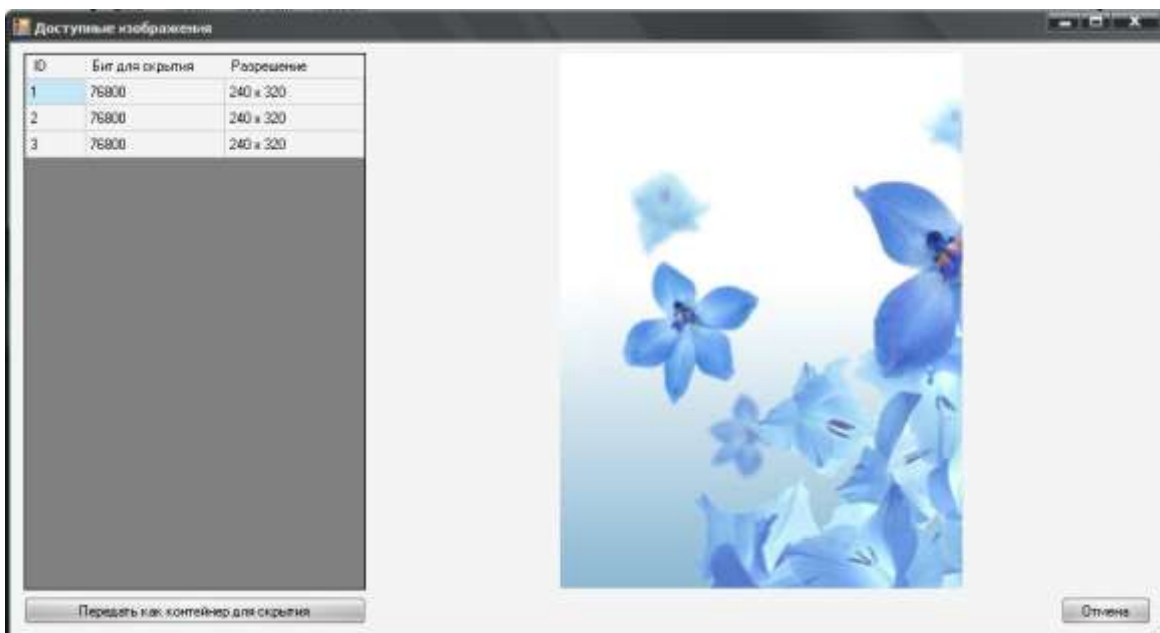 Доступные изображения
ID Бит для скрытия Разрешение
1 76800 240 x 320
2 76800 240 x 320
3 76800 240 x 320
Передать как контейнер для скрытия
Отмена